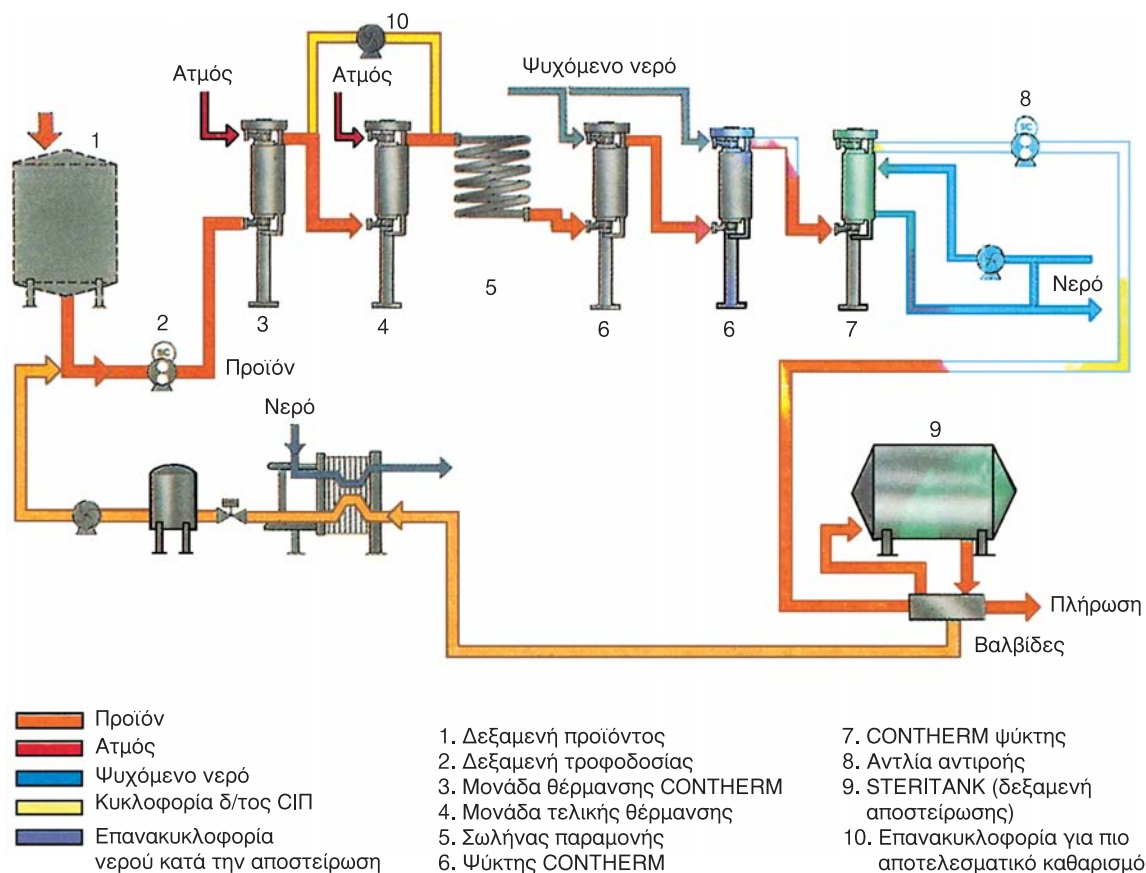 10
Ατμός
Ατμός
Ψυχόμενο νερό
8
SC
1
2
SC
3
4
5
6
6
7
Νερό
Προϊόν
Νερό
9
Πλήρωση
Βαλβίδες
Προϊόν
Ατμός
Ψυχόμενο νερό
Κυκλοφορία δ/τος CIΠ
Επανακυκλοφορία
νερού κατά την αποστείρωση
1. Δεξαμενή προϊόντος
2. Δεξαμενή τροφοδοσίας
3. Μονάδα θέρμανσης CONTHERM
4. Μονάδα τελικής θέρμανσης
5. Σωλήνας παραμονής
6. Ψύκτης CONTHERM
7. CONTHERM ψύκτης
8. Αντλία αντιροής
9. STERITANK (δεξαμενή
αποστείρωσης)
10. Επανακυκλοφορία για πιο
αποτελεσματικό καθαρισμό